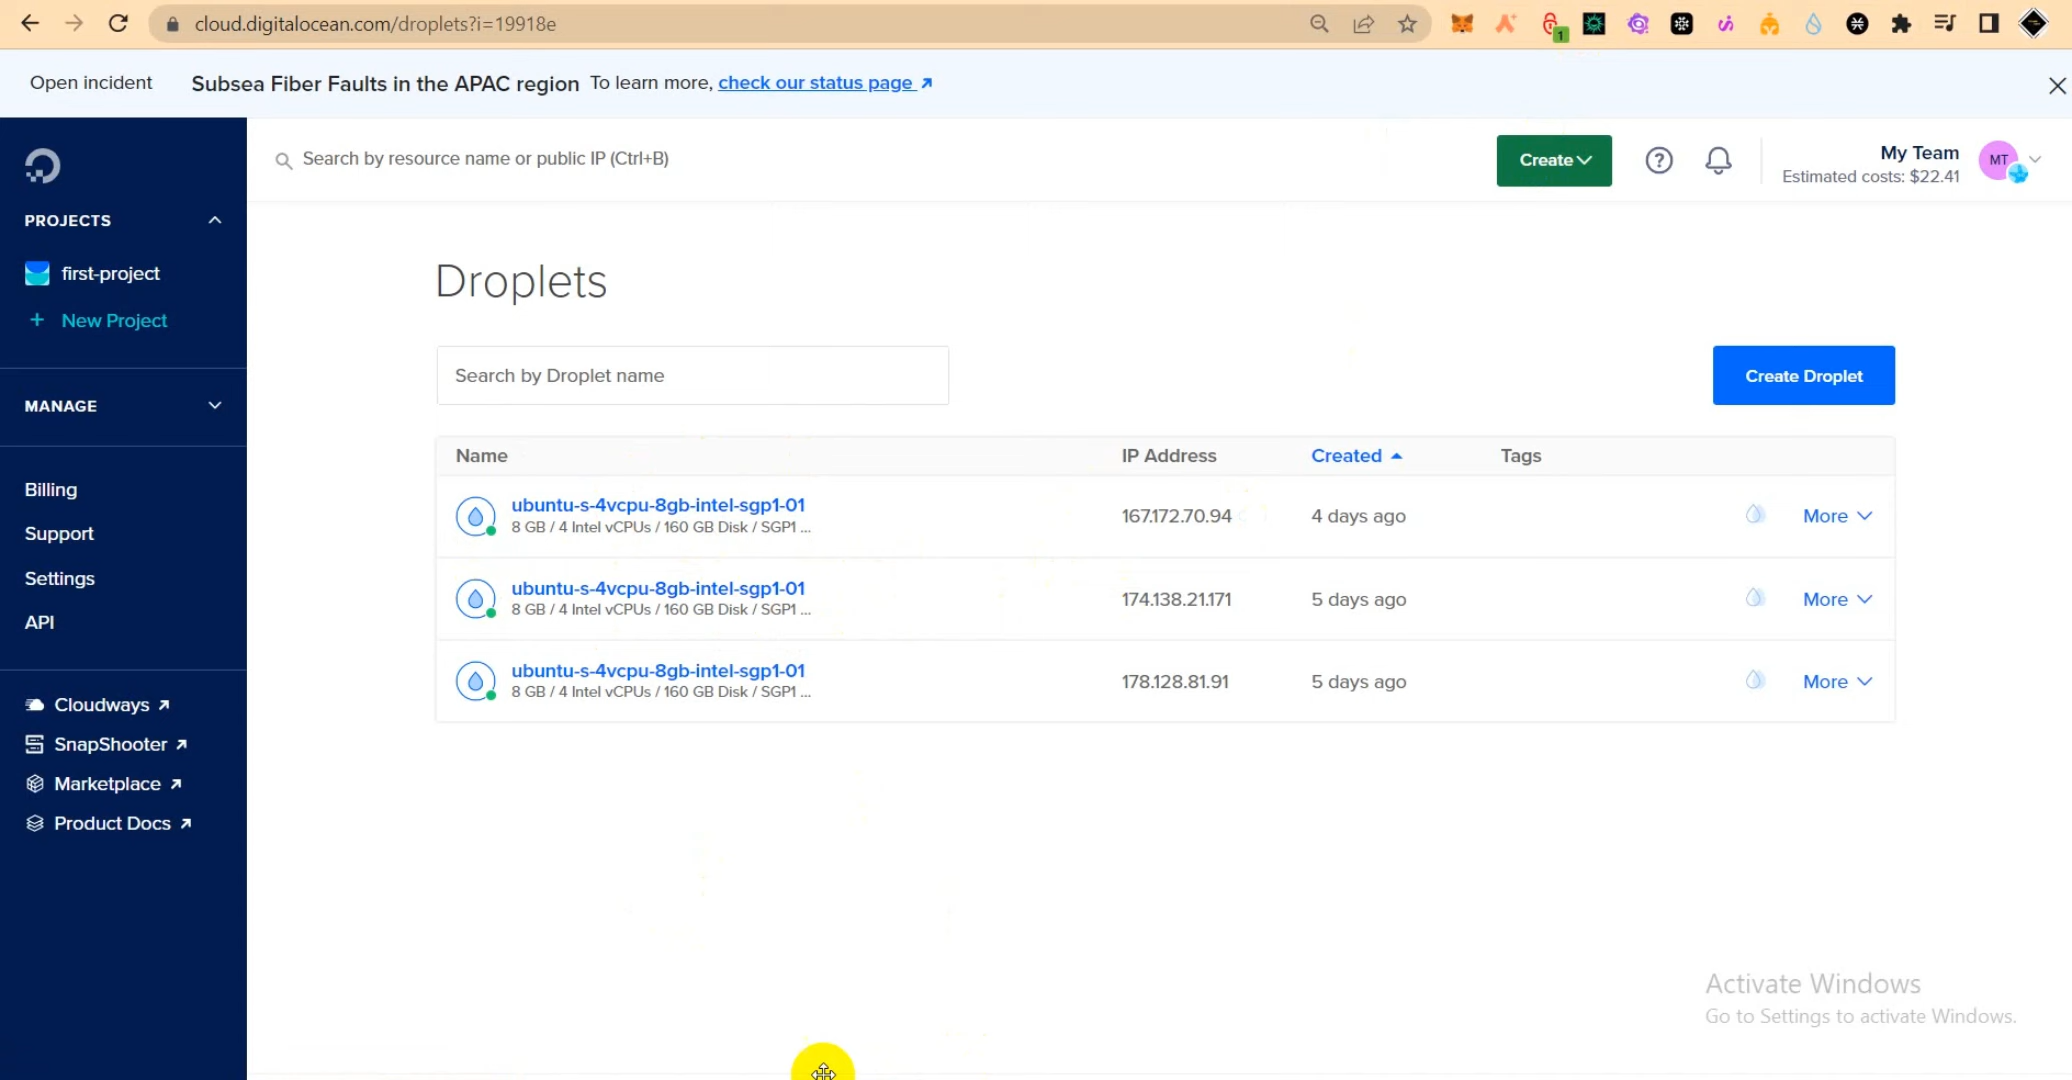 cloud.digitalocean.com/droplets?i=19918e
1
Open incident Subsea Fiber Faults in the APAC region To learn more, check our status page
Search by resource name or public IP (Ctrl+B)
Create
My Team
Estimated costs: $22.41
MT
PROJECTS
first-project
+ New Project
MANAGE
Billing
Support
Settings
API
Cloudways
SnapShooter
Marketplace
Product Docs
Droplets
Search by Droplet name
Create Droplet
Name IP Address Created Tags
ubuntu-s-4vcpu-8gb-intel-sgp1-01
8 GB / 4 Intel vCPUs / 160 GB Disk / SGP1 ...
167.172.70.94 4 days ago More
ubuntu-s-4vcpu-8gb-intel-sgp1-01
8 GB / 4 Intel vCPUs / 160 GB Disk / SGP1 ...
174.138.21.171 5 days ago More
ubuntu-s-4vcpu-8gb-intel-sgp1-01
8 GB / 4 Intel vCPUs / 160 GB Disk / SGP1 ...
178.128.81.91 5 days ago More
Activate Windows
Go to Settings to activate Windows.